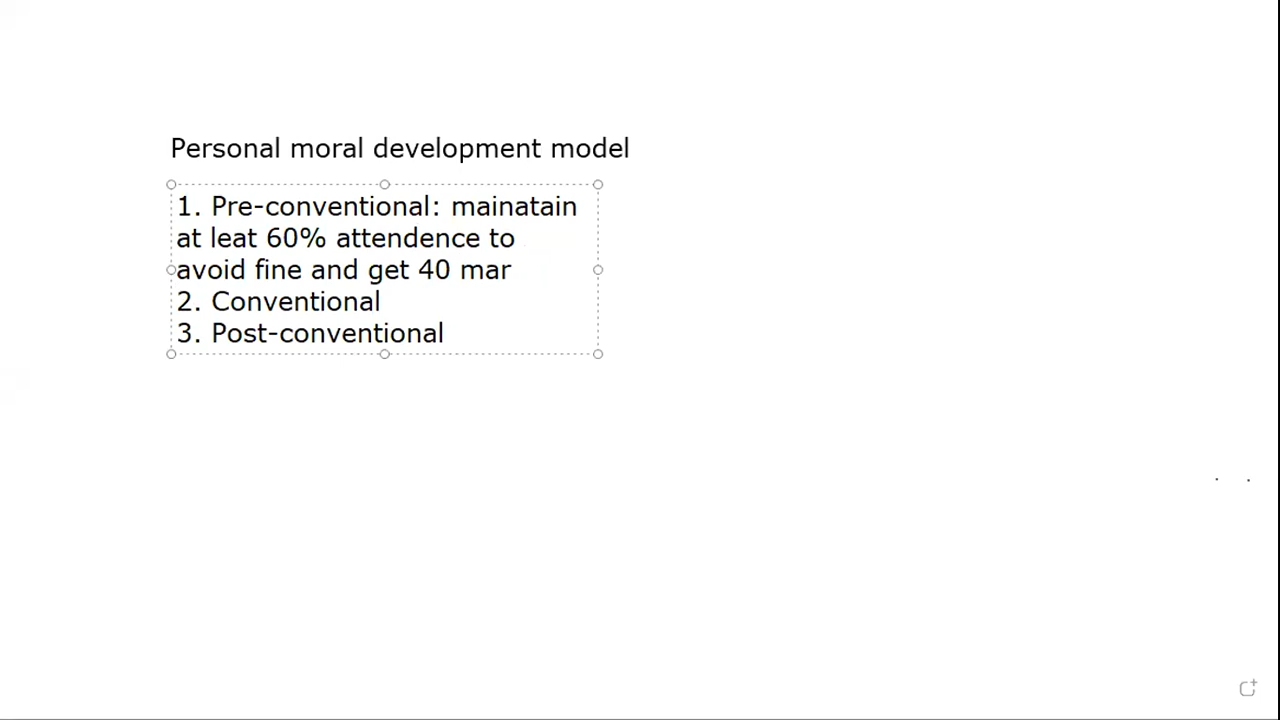 Personal moral development model
1. Pre-conventional: mainatain
at leat 60% attendence to
avoid fine and get 40 mar
2. Conventional
3. Post-conventional